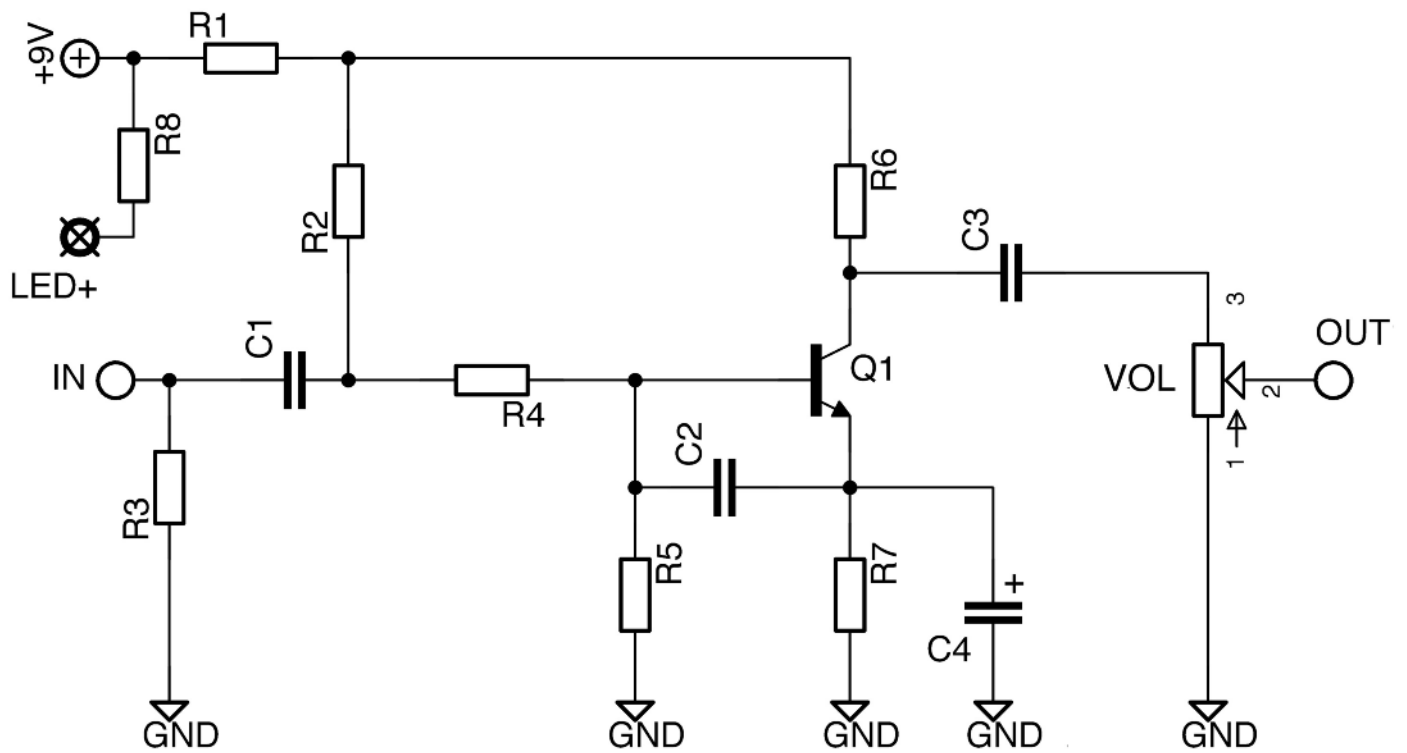 R1
+9V
R8
R6
R2
C3
LED+
3
C1
OUT
IN
Q1
VOL
2
R4
C2
1
R3
R5
R7
+
C4
GND
GND
GND
GND
GND